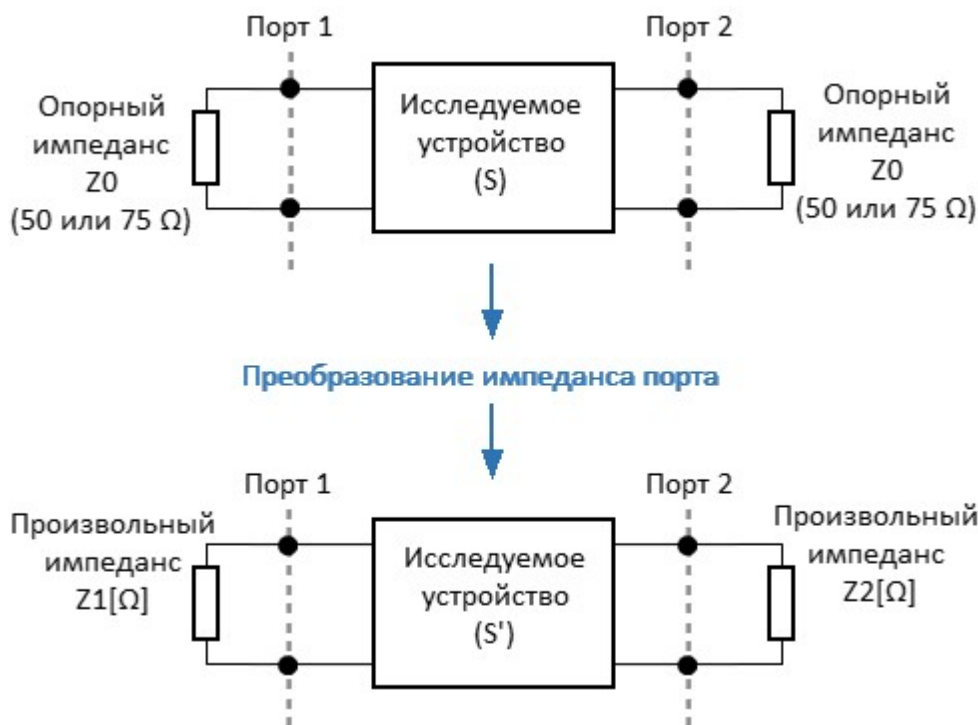 Порт 1
Порт 2
Опорный
импеданс
Z0
(50 или 75 Ω)
Исследуемое
устройство
(S)
Опорный
импеданс
Z0
(50 или 75 Ω)
Преобразование импеданса порта
Порт 1
Порт 2
Произвольный
импеданс
Z1[Ω]
Исследуемое
устройство
(S')
Произвольный
импеданс
Z2[Ω]